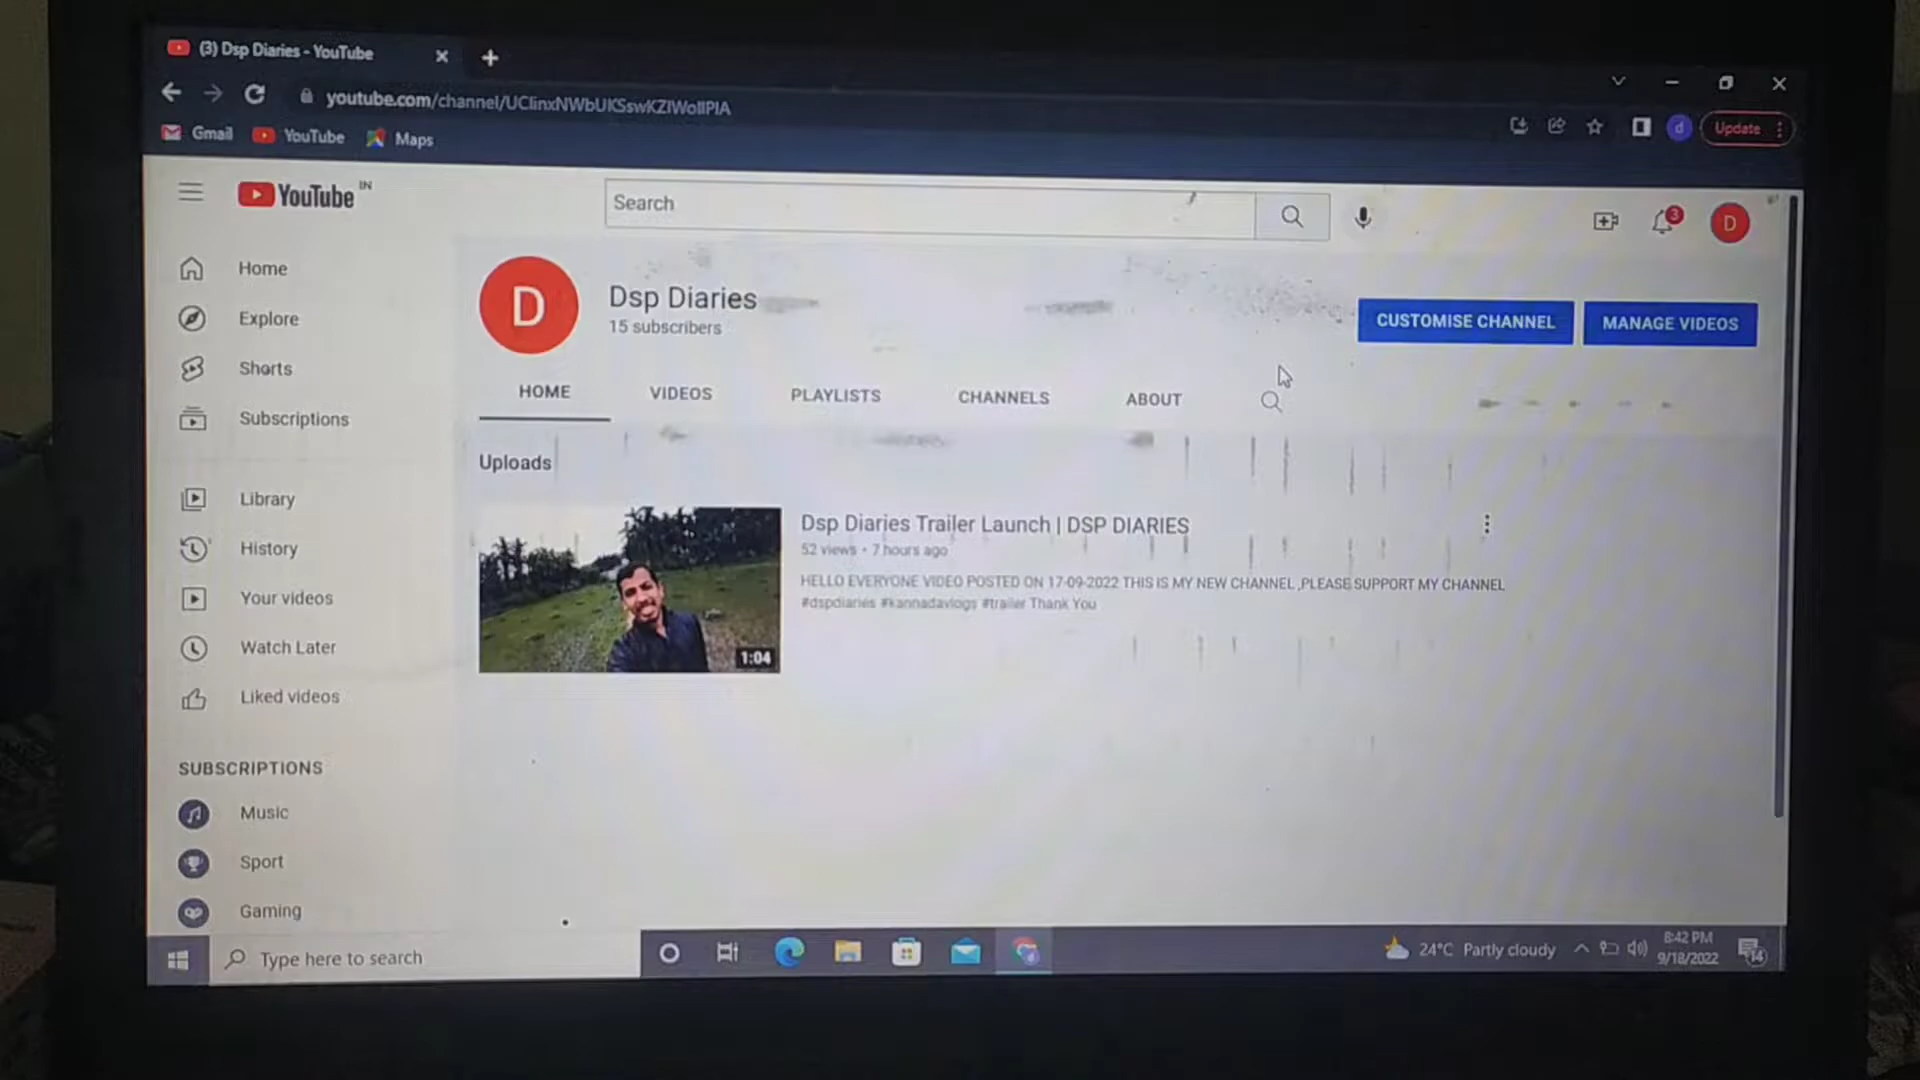 (3) Dsp Diaries - YouTube
youtube.com/channel/
Gmail YouTube Maps
Update
YouTube IN
Search
3
D
Home
Explore
Shorts
Subscriptions
Library
History
Your videos
Watch Later
Liked videos
SUBSCRIPTIONS
Music
Sport
Gaming
D
Dsp Diaries
15 subscribers
CUSTOMISE CHANNEL MANAGE VIDEOS
HOME VIDEOS PLAYLISTS CHANNELS ABOUT
Uploads
1:04
Dsp Diaries Trailer Launch | DSP DIARIES
52 views • 7 hours ago
HELLO EVERYONE VIDEO POSTED ON 17-09-2022 THIS IS MY NEW CHANNEL ,PLEASE SUPPORT MY CHANNEL
#dspdiaries #kannadavlogs #trailer Thank You
Type here to search
24°C Partly cloudy
8:42 PM
9/18/2022
14